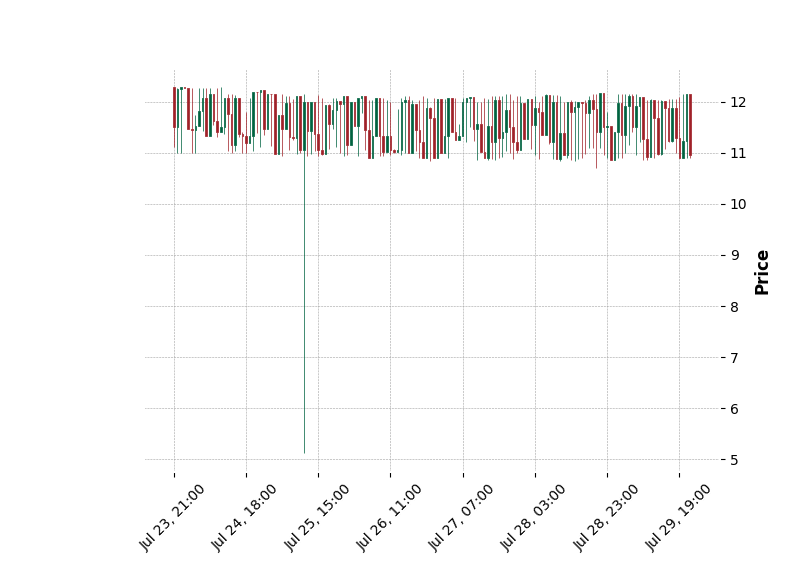 12
11
10
9
8
7
6
5
Price
Jul 23, 21:00
Jul 24, 18:00
Jul 25, 15:00
Jul 26, 11:00
Jul 27, 07:00
Jul 28, 03:00
Jul 28, 23:00
Jul 29, 19:00